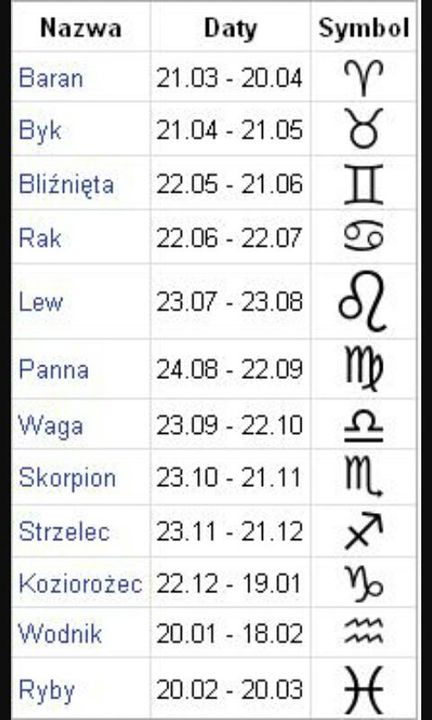 Nazwa Daty Symbol
Baran 21.03 - 20.04 ♈
Byk 21.04 - 21.05 ♉
Bliźnięta 22.05 - 21.06 ♊
Rak 22.06 - 22.07 ♋
Lew 23.07 - 23.08 ♌
Panna 24.08 - 22.09 ♍
Waga 23.09 - 22.10 ♎
Skorpion 23.10 - 21.11 ♏
Strzelec 23.11 - 21.12 ♐
Koziorożec 22.12 - 19.01 ♑
Wodnik 20.01 - 18.02 ♒
Ryby 20.02 - 20.03 ♓